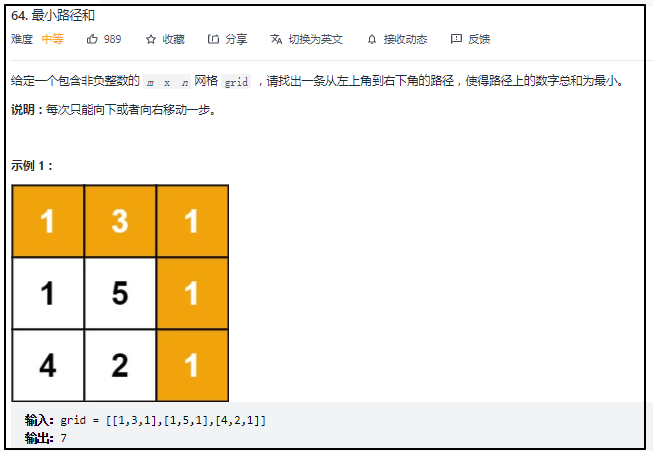 64. 最小路径和
难度 中等 989 收藏 分享 切换为英文 接收动态 反馈
给定一个包含非负整数的 m x n 网格 grid ，请找出一条从左上角到右下角的路径，使得路径上的数字总和为最小。
说明：每次只能向下或者向右移动一步。
示例 1：
1 3 1
1 5 1
4 2 1
输入：grid = [[1,3,1],[1,5,1],[4,2,1]]
输出：7